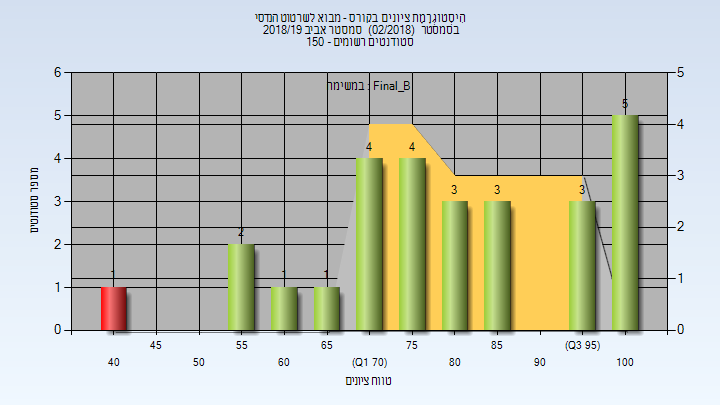 היסטוגרמת ציונים בקורס - מבוא לשרטוט הנדסי
בסמסטר (02/2018) סמסטר אביב 2018/19
סטודנטים רשומים - 150
במשימה : Final_B
6 5
5 4
4 3
3 2
2 1
1 0
0
1 2 1 1 4 4 3 3 3 5
מספר סטודנטים
45 55 65 75 85 (Q3 95)
40 50 60 (Q1 70) 80 90 100
טווח ציונים